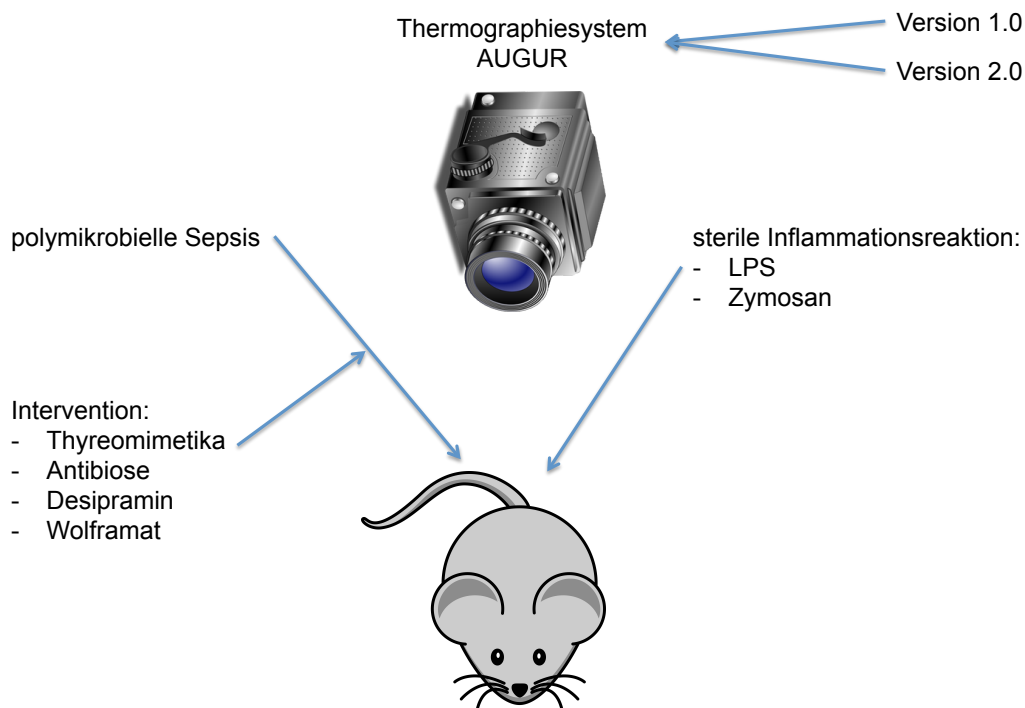 Thermographiesystem
AUGUR
Version 1.0
Version 2.0
polymikrobielle Sepsis
sterile Inflammationsreaktion:
- LPS
- Zymosan
Intervention:
- Thyreomimetika
- Antibiose
- Desipramin
- Wolframat